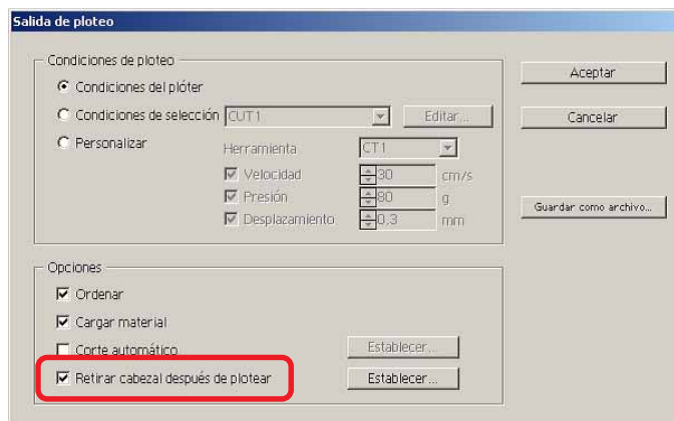 Salida de ploteo
Condiciones de ploteo
Condiciones del plóter
Condiciones de selección CUT1 Editar...
Personalizar
Herramienta CT1
Velocidad 30 cm/s
Presión 80 g
Desplazamiento 0,3 mm
Aceptar
Cancelar
Guardar como archivo...
Opciones
Ordenar
Cargar material
Corte automático Establecer...
Retirar cabezal después de plotear Establecer...